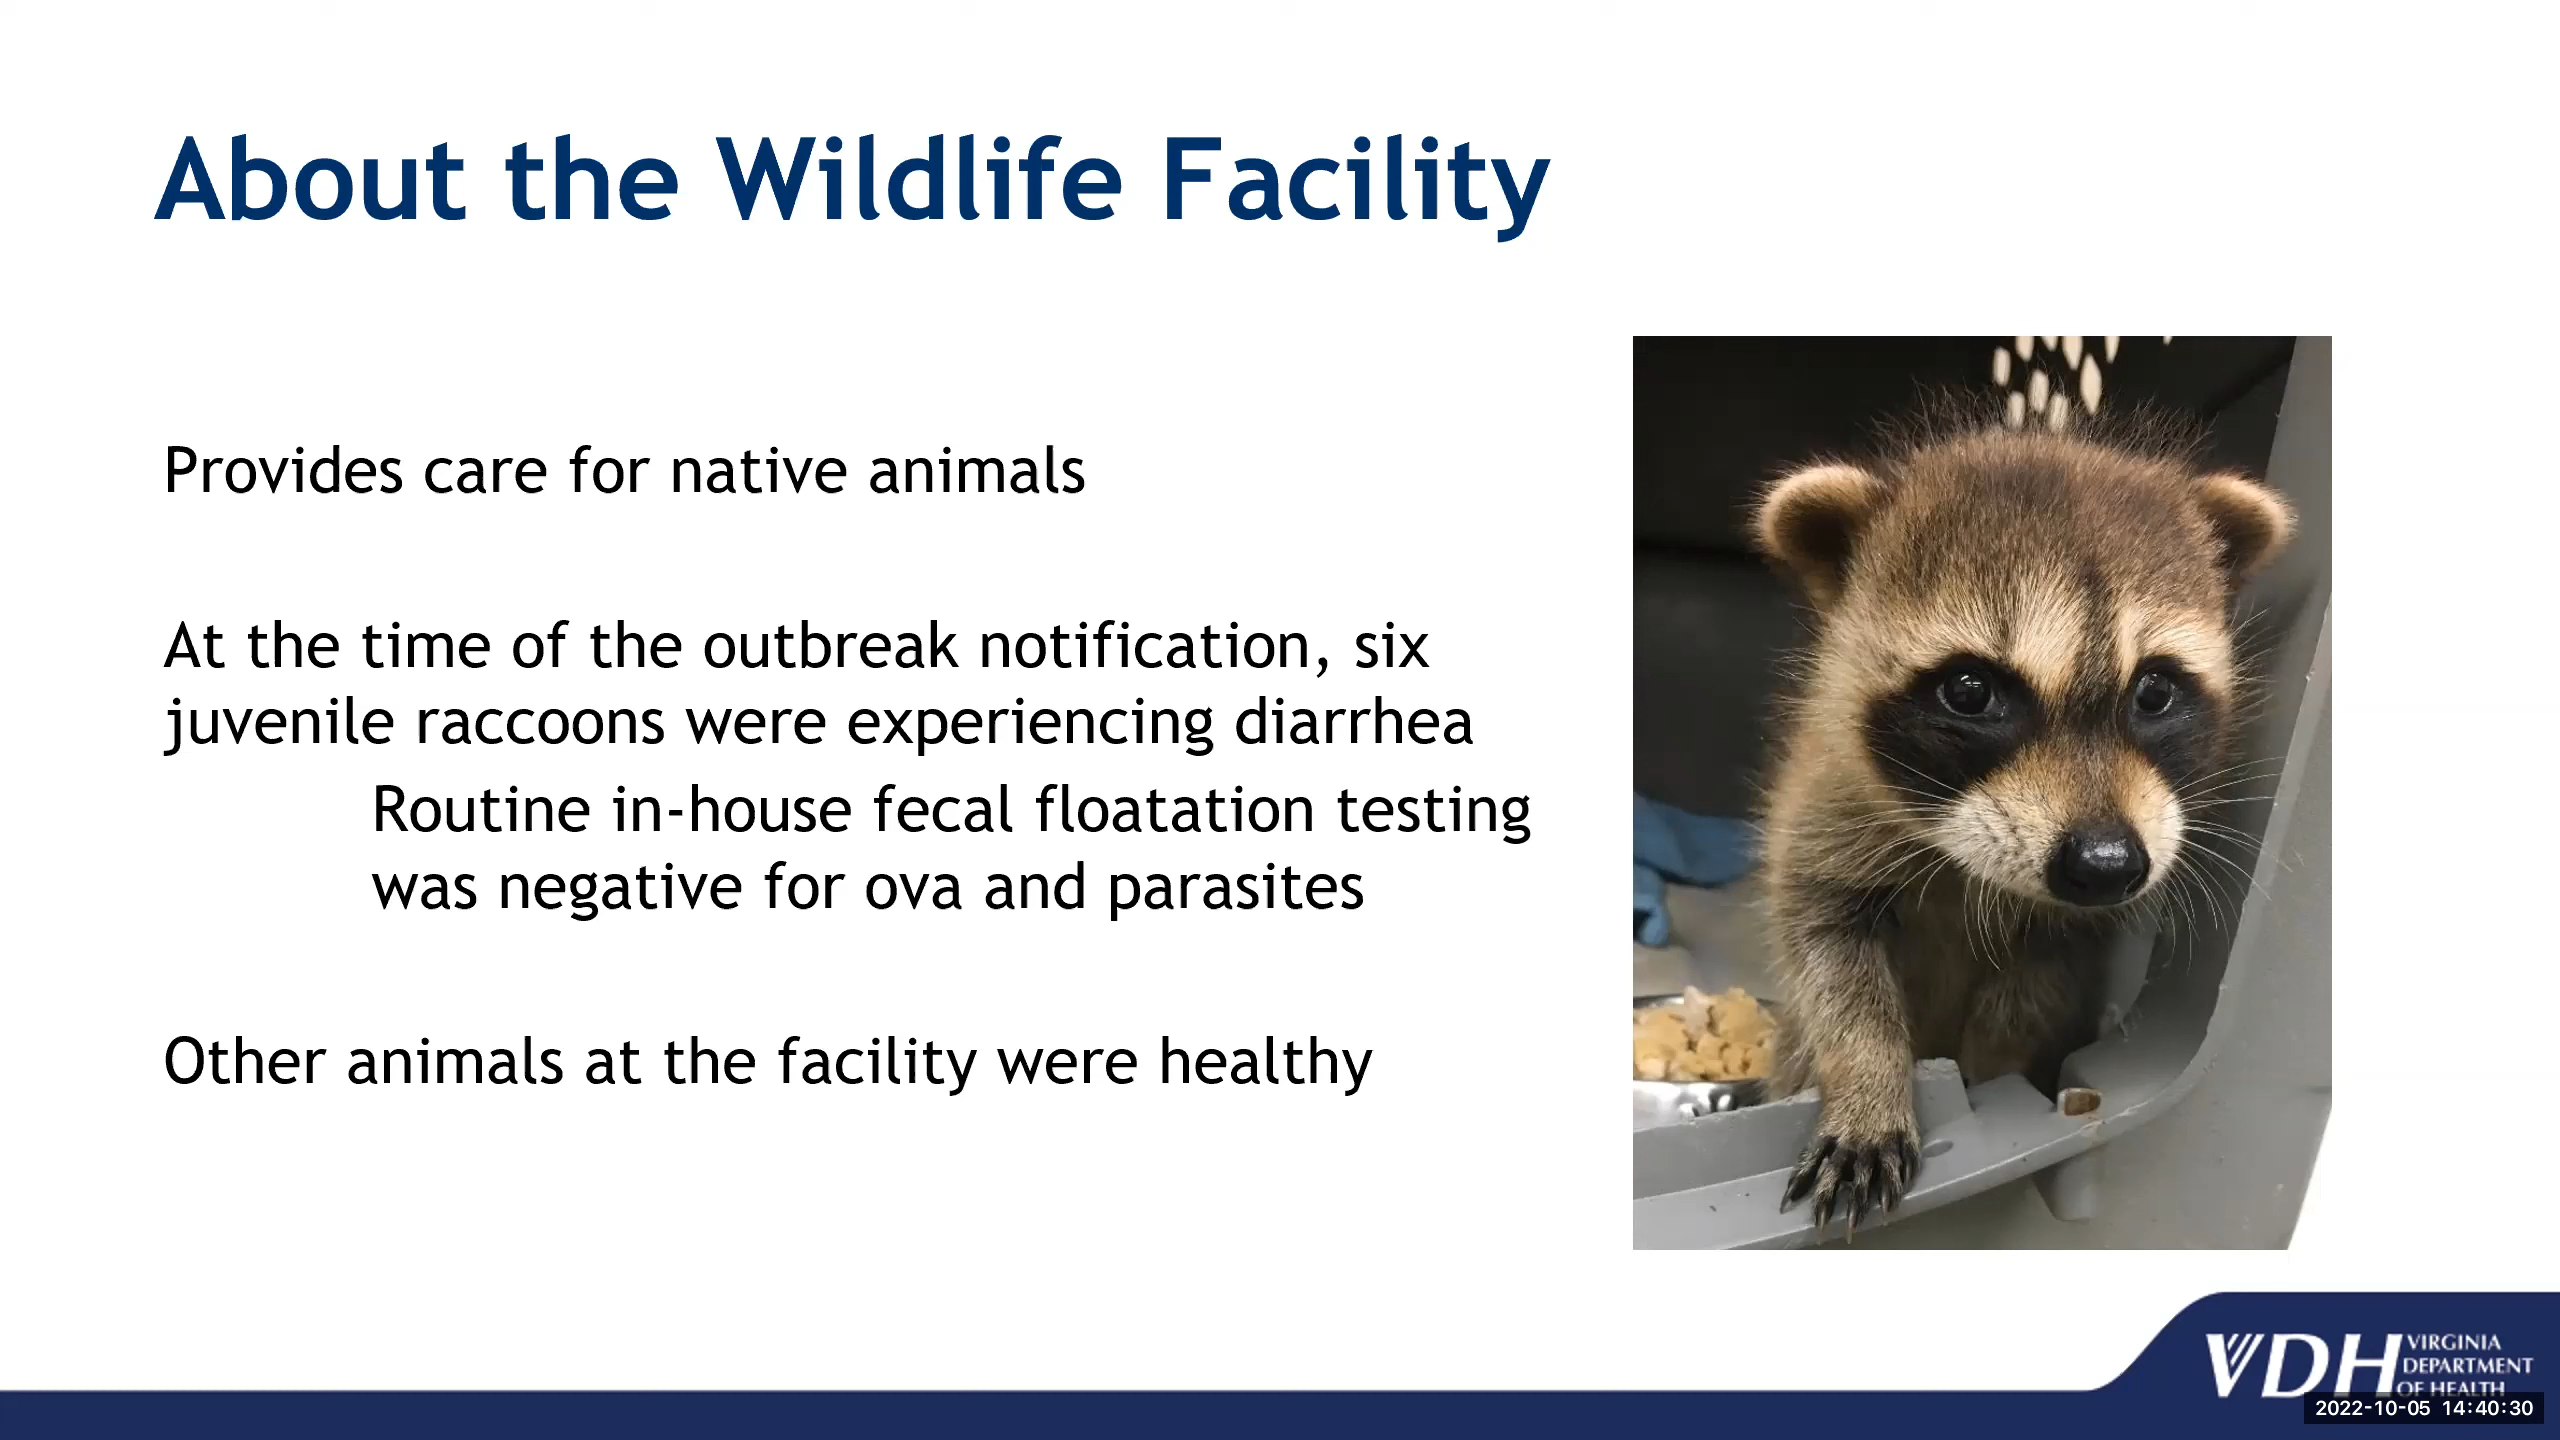 About the Wildlife Facility
Provides care for native animals
At the time of the outbreak notification, six
juvenile raccoons were experiencing diarrhea
Routine in-house fecal floatation testing
was negative for ova and parasites
Other animals at the facility were healthy
VDH VIRGINIA
DEPARTMENT
OF HEALTH
2022-10-05 14:40:30